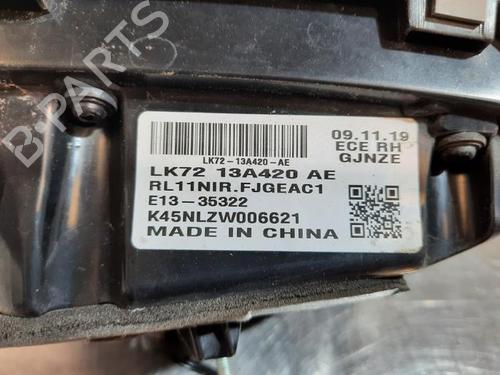 B-PARTS
LK72-13A420-AE
09.11.19
ECE RH
GJNZE
LK72 13A420 AE
RL11NIR.FJGEAC1
E13-35322
K45NLZW006621
MADE IN CHINA